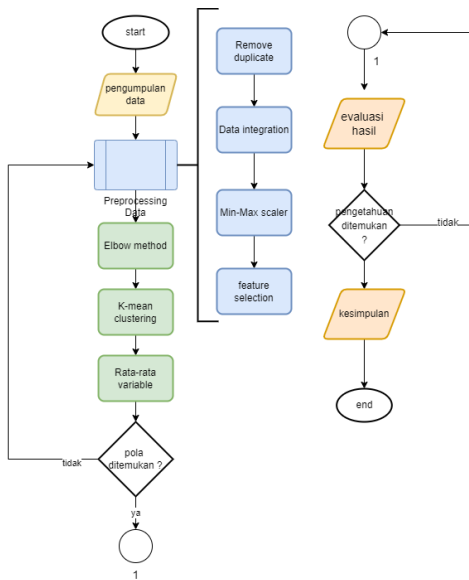 start
pengumpulan
data
Preprocessing
Data
Elbow method
K-mean
clustering
Rata-rata
variable
pola
ditemukan ?
tidak
ya
1
Remove
duplicate
Data integration
Min-Max scaler
feature
selection
1
evaluasi
hasil
pengetahuan
ditemukan
?
tidak
kesimpulan
end